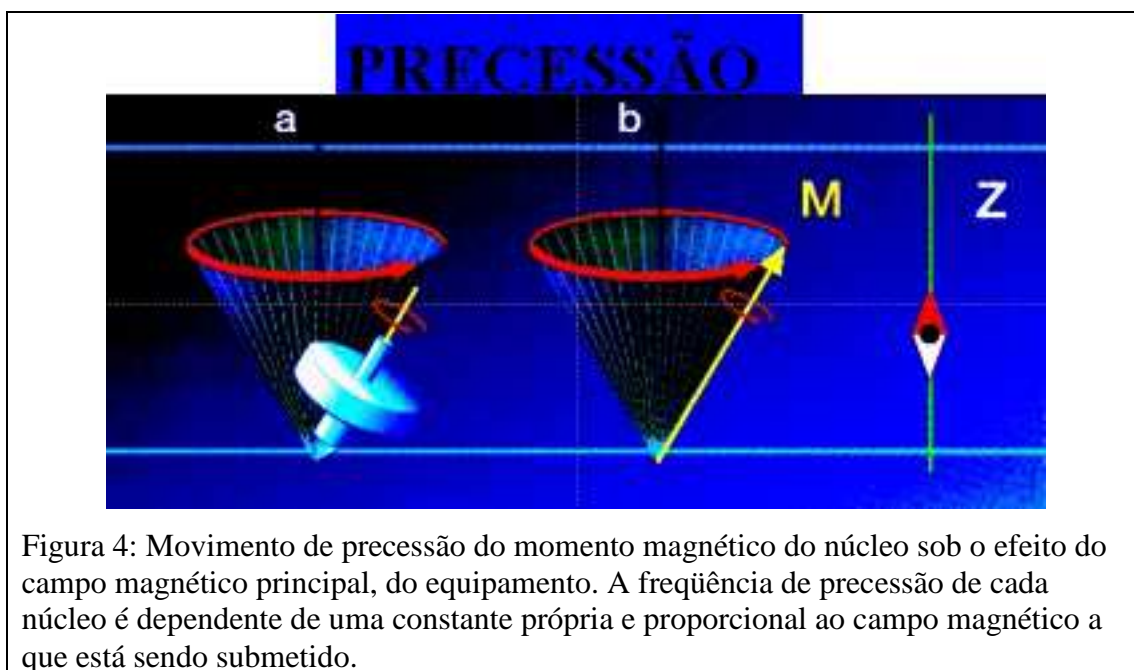 PRECESSÃO
a b
M Z
Figura 4: Movimento de precessão do momento magnético do núcleo sob o efeito do
campo magnético principal, do equipamento. A freqüência de precessão de cada
núcleo é dependente de uma constante própria e proporcional ao campo magnético a
que está sendo submetido.